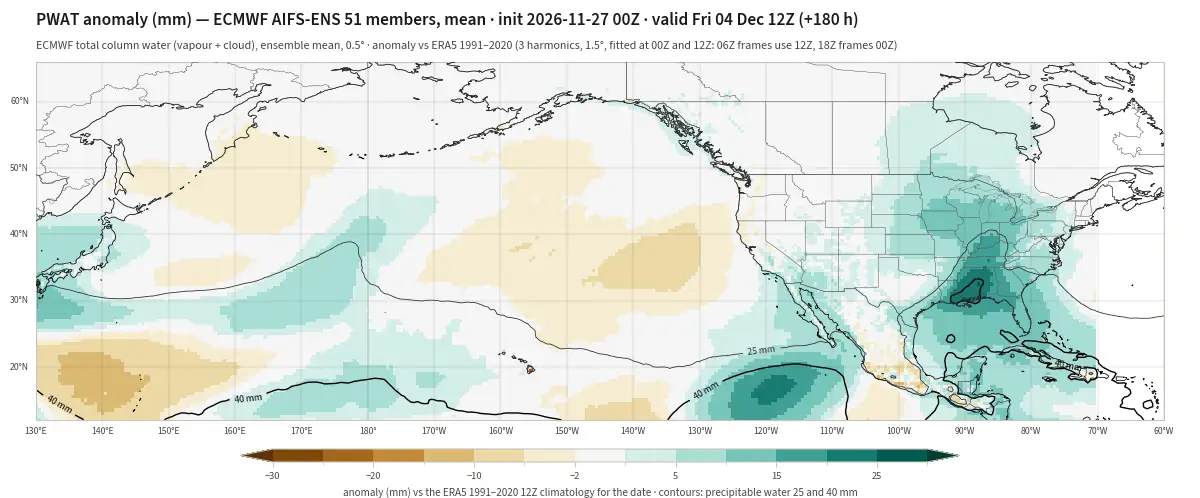 PWAT anomaly (mm) — ECMWF AIFS-ENS 51 members, mean · init 2026-11-27 00Z · valid Fri 04 Dec 12Z (+180 h)
ECMWF total column water (vapour + cloud), ensemble mean, 0.5° · anomaly vs ERA5 1991–2020 (3 harmonics, 1.5°, fitted at 00Z and 12Z: 06Z frames use 12Z, 18Z frames 00Z)
60°N
50°N
40°N
30°N
20°N
25 mm
40 mm
40 mm
40 mm
130°E 140°E 150°E 160°E 170°E 180° 170°W 160°W 150°W 140°W 130°W 120°W 110°W 100°W 90°W 80°W 70°W 60°W
−30 −20 −10 −2 5 15 25
anomaly (mm) vs the ERA5 1991–2020 12Z climatology for the date · contours: precipitable water 25 and 40 mm